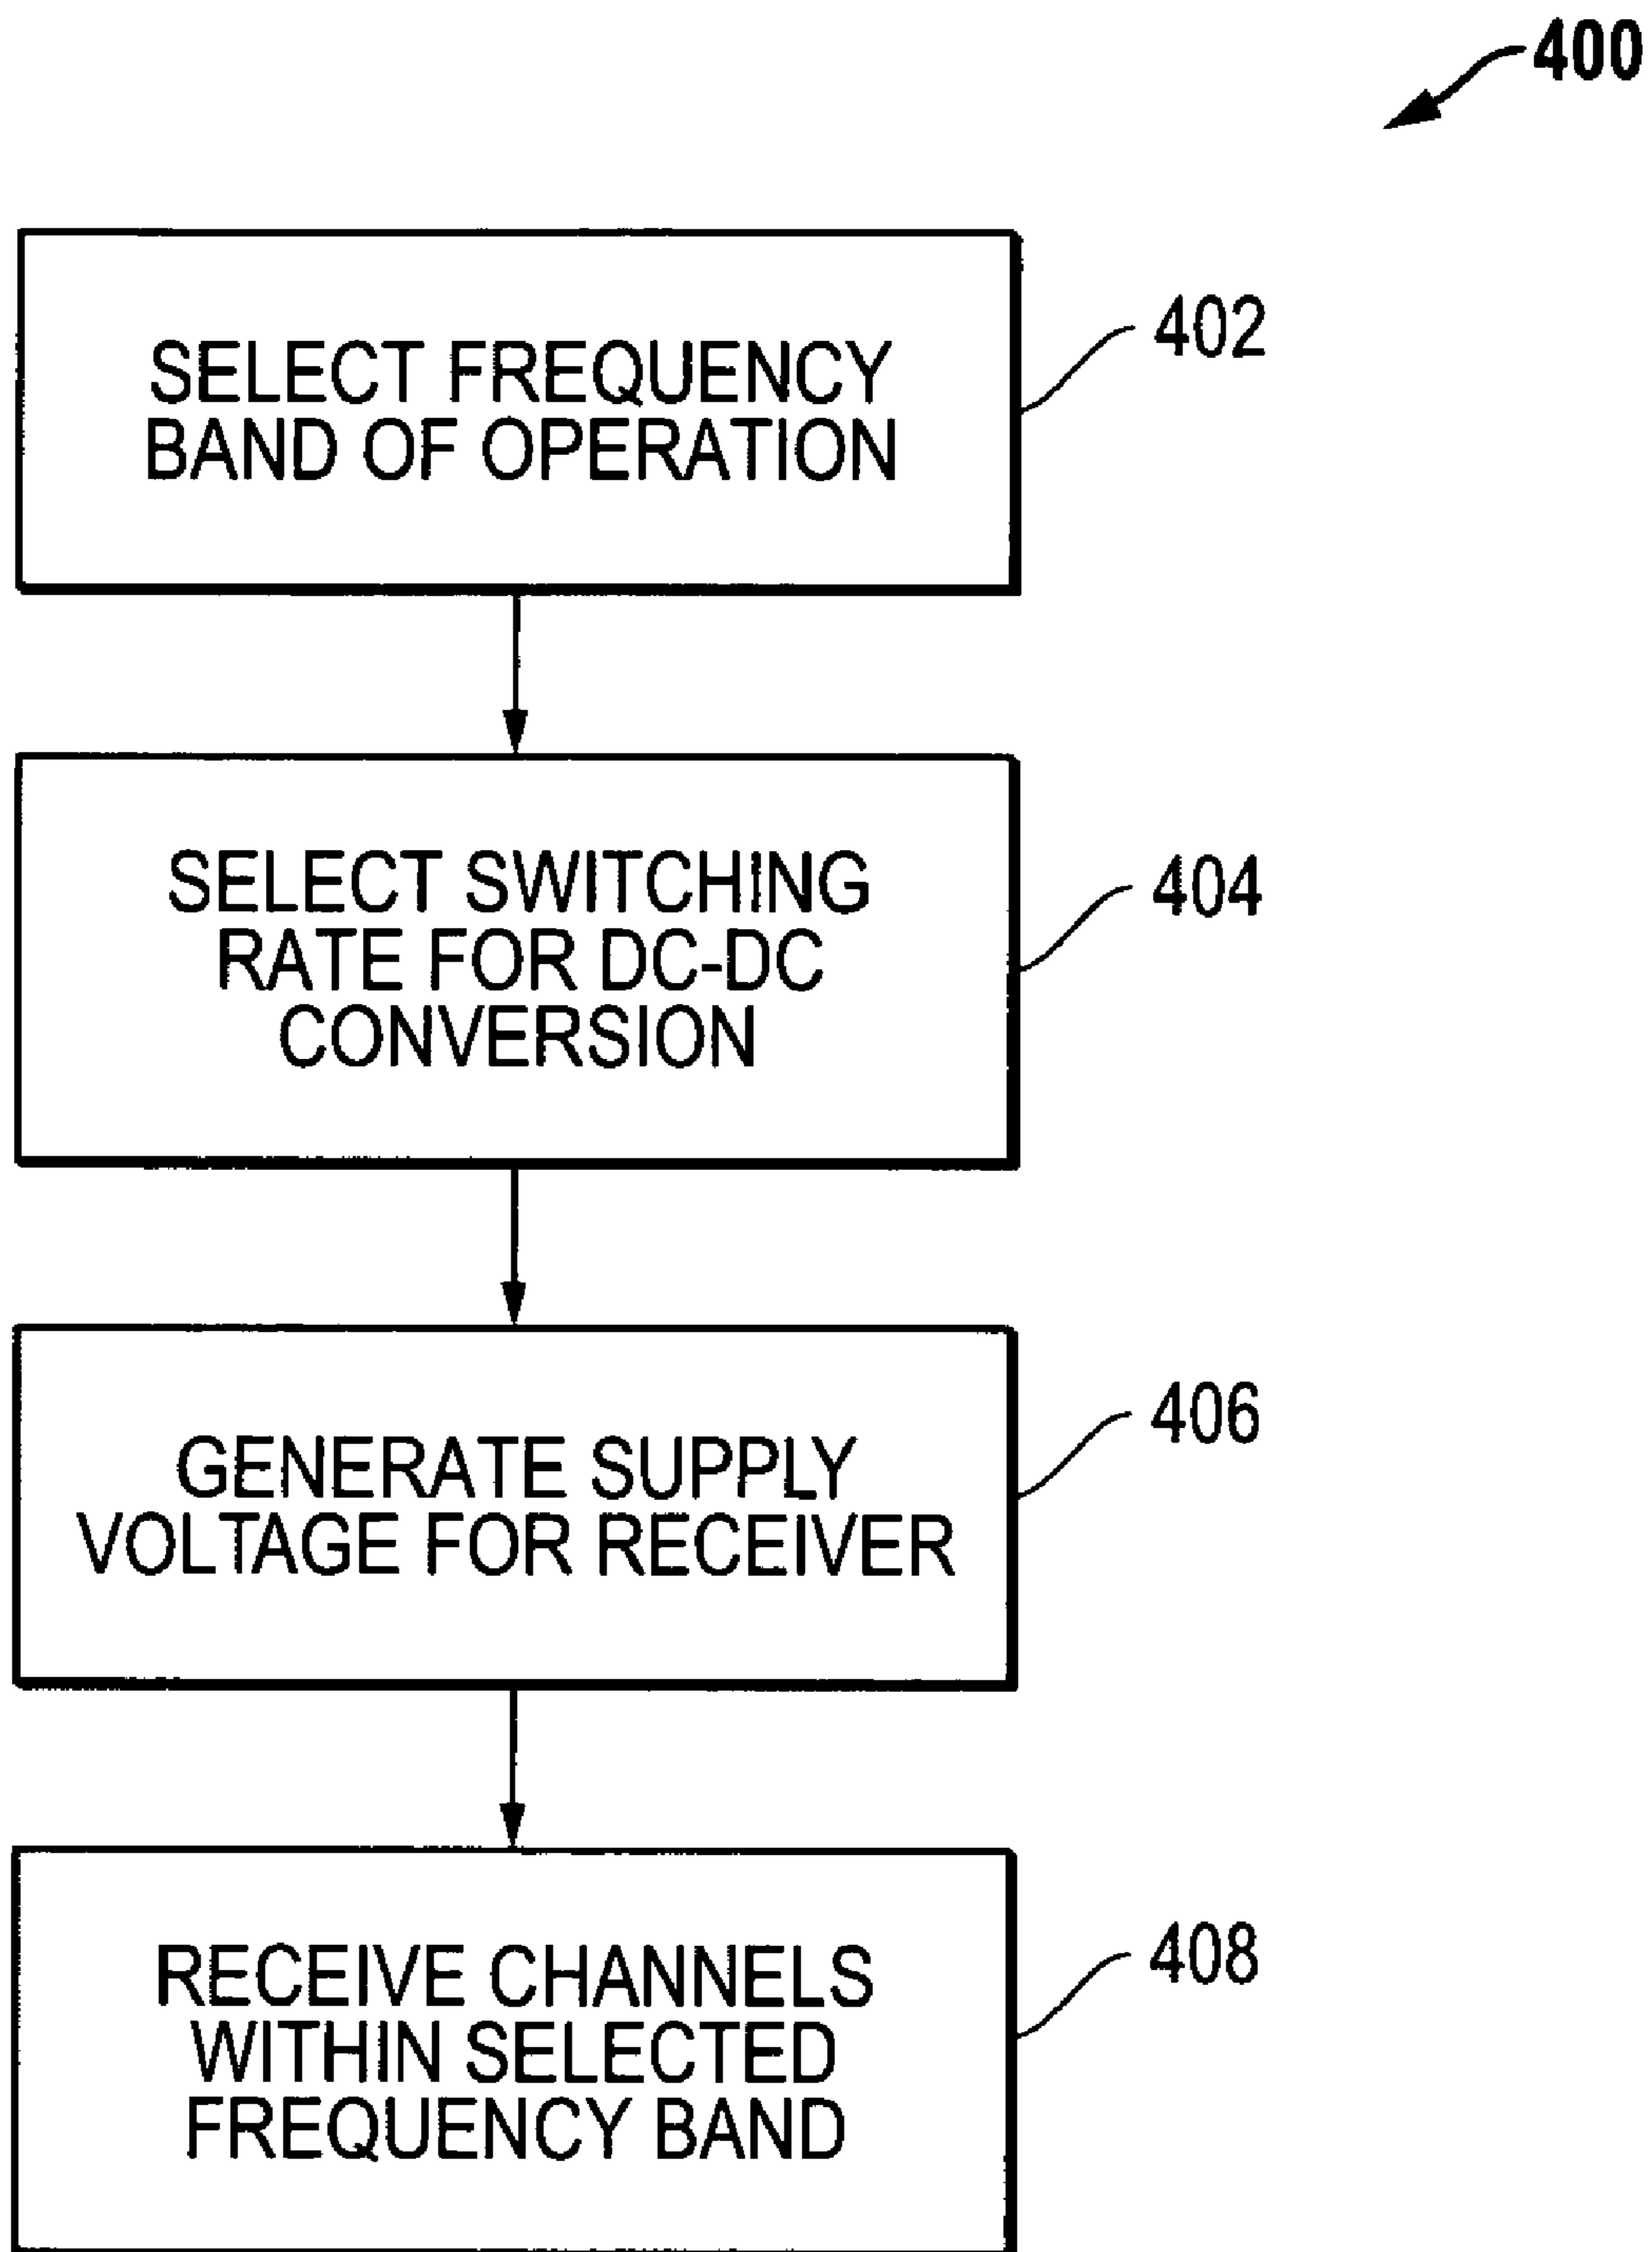 400
SELECT FREQUENCY
BAND OF OPERATION
402
SELECT SWITCHING
RATE FOR DC-DC
CONVERSION
404
GENERATE SUPPLY
VOLTAGE FOR RECEIVER
406
RECEIVE CHANNELS
WITHIN SELECTED
FREQUENCY BAND
408